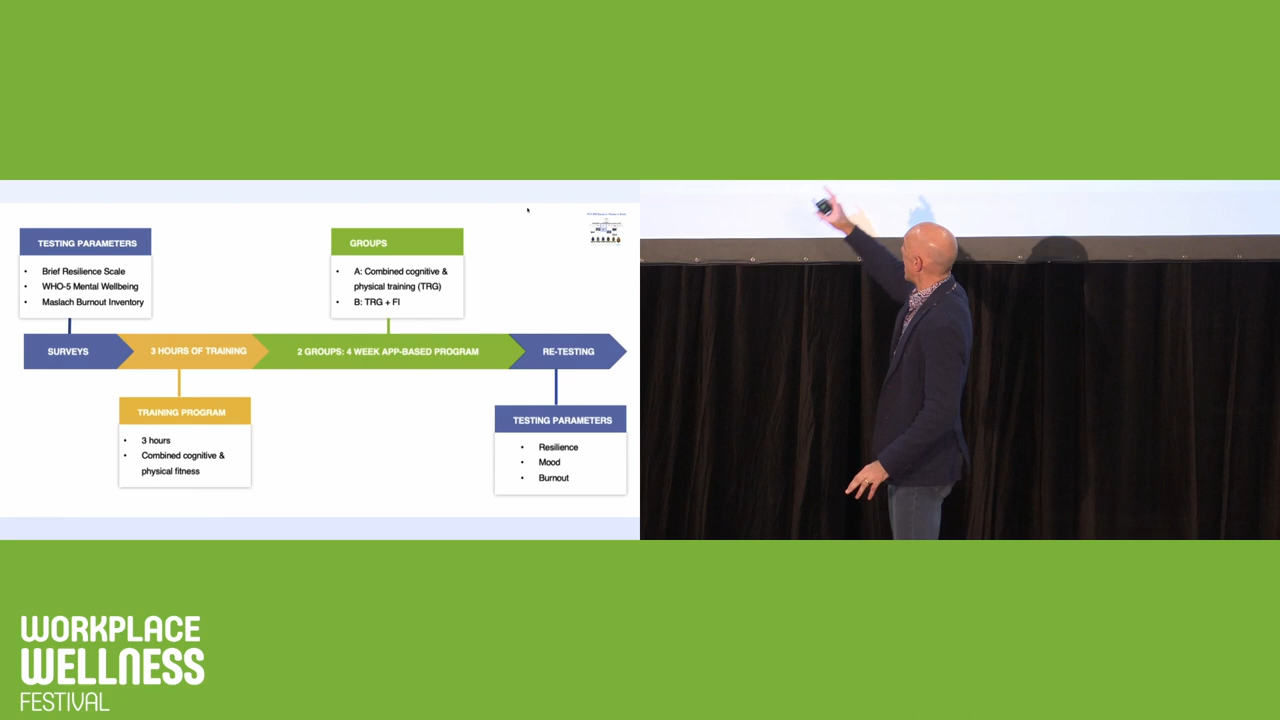 TESTING PARAMETERS
• Brief Resilience Scale
• WHO-5 Mental Wellbeing
• Maslach Burnout Inventory
GROUPS
• A: Combined cognitive &
physical training (TRG)
• B: TRG + FI
SURVEYS
3 HOURS OF TRAINING
2 GROUPS: 4 WEEK APP-BASED PROGRAM
RE-TESTING
TRAINING PROGRAM
• 3 hours
• Combined cognitive &
physical fitness
TESTING PARAMETERS
• Resilience
• Mood
• Burnout
WORKPLACE
WELLNESS
FESTIVAL